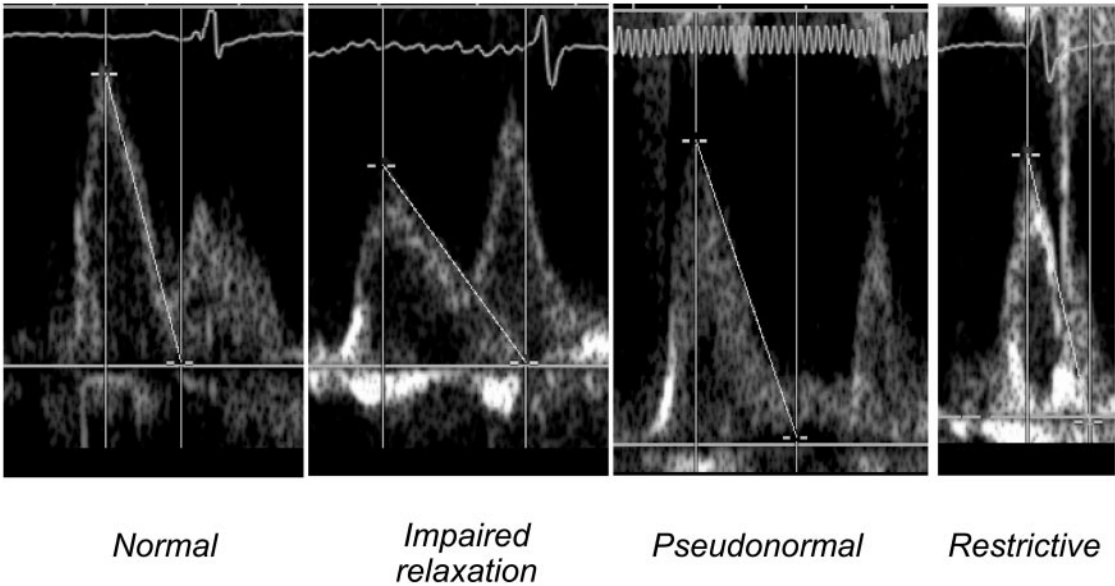 Normal
Impaired
relaxation
Pseudonormal
Restrictive